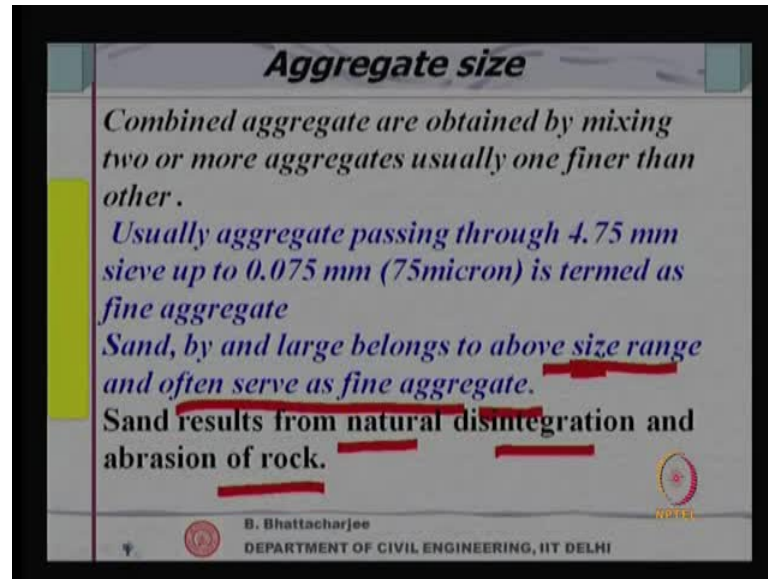 Aggregate size
Combined aggregate are obtained by mixing
two or more aggregates usually one finer than
other .
Usually aggregate passing through 4.75 mm
sieve up to 0.075 mm (75micron) is termed as
fine aggregate
Sand, by and large belongs to above size range
and often serve as fine aggregate.
Sand results from natural disintegration and
abrasion of rock.
NPTEL
B. Bhattacharjee
DEPARTMENT OF CIVIL ENGINEERING, IIT DELHI